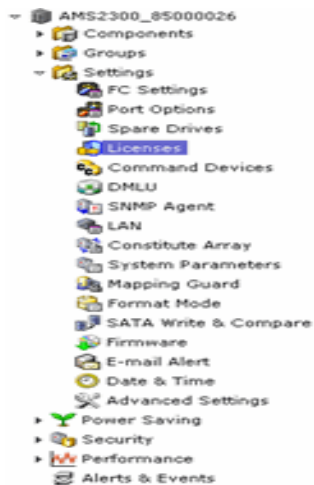 AMS2300_85000026
Components
Groups
Settings
FC Settings
Port Options
Spare Drives
Licenses
Command Devices
DMLU
SNMP Agent
LAN
Constitute Array
System Parameters
Mapping Guard
Format Mode
SATA Write & Compare
Firmware
E-mail Alert
Date & Time
Advanced Settings
Power Saving
Security
Performance
Alerts & Events